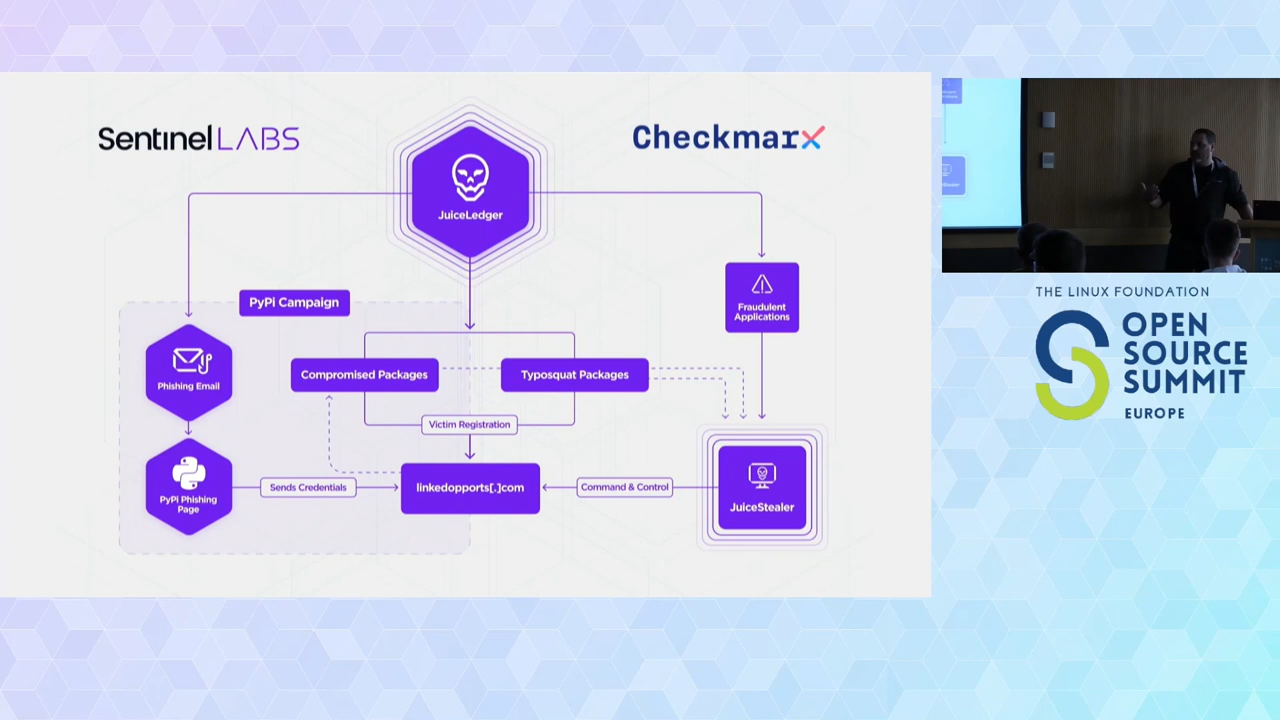 SentinelLABS
Checkmarx
JuiceLedger
PyPi Campaign
Fraudulent
Applications
Phishing Email
Compromised Packages
Typosquat Packages
Victim Registration
PyPi Phishing
Page
Sends Credentials
linkedopports[.]com
Command & Control
JuiceStealer
THE LINUX FOUNDATION
OPEN
SOURCE
SUMMIT
EUROPE